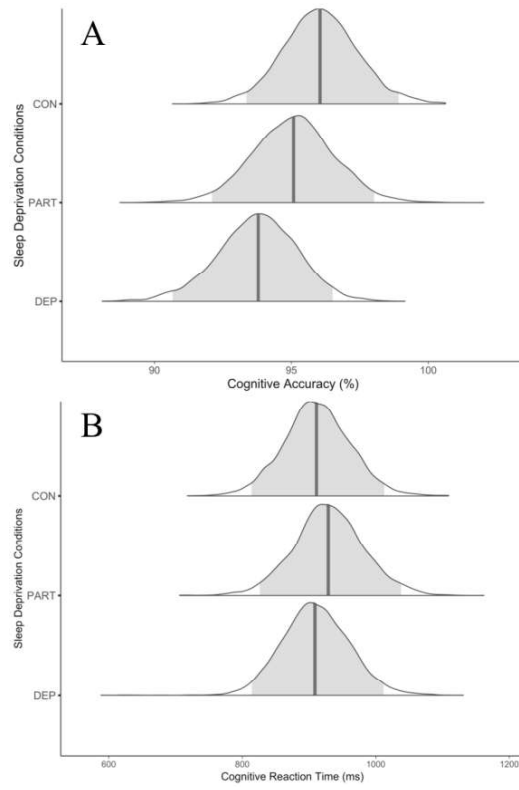 A
Sleep Deprivation Conditions
CON
PART
DEP
90 95 100
Cognitive Accuracy (%)
B
Sleep Deprivation Conditions
CON
PART
DEP
600 800 1000 1200
Cognitive Reaction Time (ms)